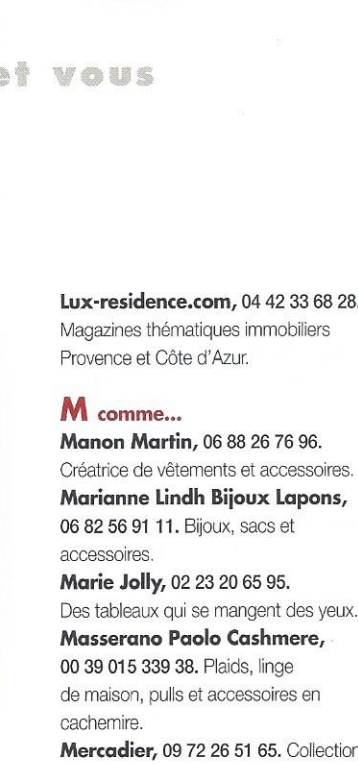 et vous
Lux-residence.com, 04 42 33 68 28.
Magazines thématiques immobiliers
Provence et Côte d'Azur.
M comme...
Manon Martin, 06 88 26 76 96.
Créatrice de vêtements et accessoires.
Marianne Lindh Bijoux Lapons,
06 82 56 91 11. Bijoux, sacs et
accessoires.
Marie Jolly, 02 23 20 65 95.
Des tableaux qui se mangent des yeux.
Masserano Paolo Cashmere,
00 39 015 339 38. Plaids, linge
de maison, pulls et accessoires en
cachemire.
Mercadier, 09 72 26 51 65. Collection